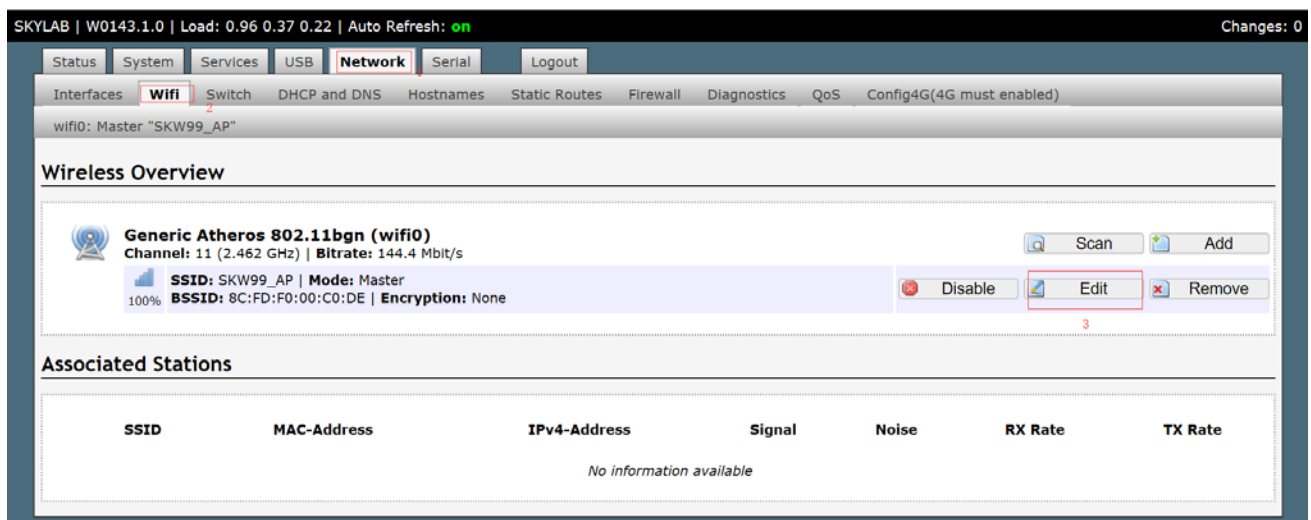 SKYLAB | W0143.1.0 | Load: 0.96 0.37 0.22 | Auto Refresh: on Changes: 0
Status System Services USB Network Serial Logout
Interfaces Wifi Switch DHCP and DNS Hostnames Static Routes Firewall Diagnostics QoS Config4G(4G must enabled)
2
wifi0: Master "SKW99_AP"
Wireless Overview
Generic Atheros 802.11bgn (wifi0)
Channel: 11 (2.462 GHz) | Bitrate: 144.4 Mbit/s
Scan Add
SSID: SKW99_AP | Mode: Master
100% BSSID: 8C:FD:F0:00:C0:DE | Encryption: None
Disable Edit Remove
3
Associated Stations
SSID MAC-Address IPv4-Address Signal Noise RX Rate TX Rate
No information available